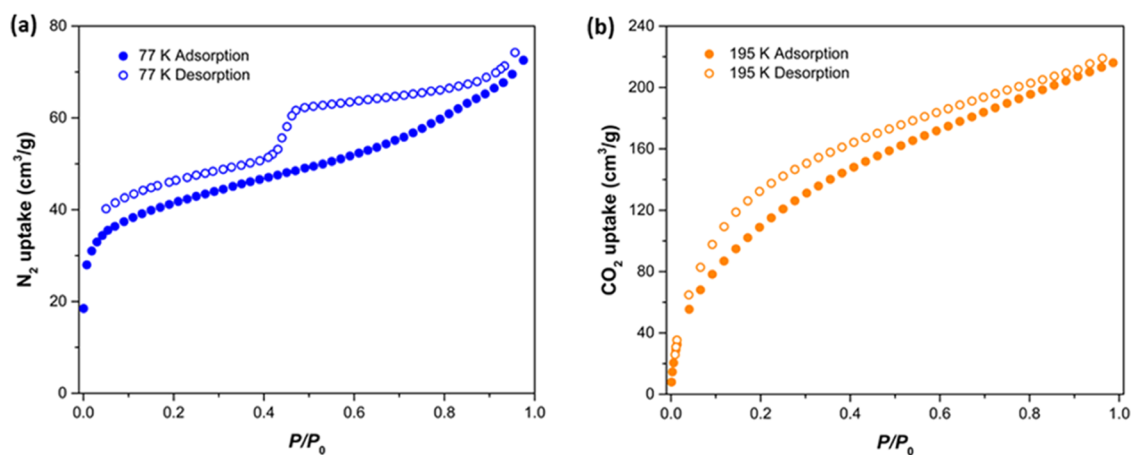 (a)
77 K Adsorption
77 K Desorption
N₂ uptake (cm³/g)
80
60
40
20
0
0.0 0.2 0.4 0.6 0.8 1.0
P/P₀
(b)
195 K Adsorption
195 K Desorption
CO₂ uptake (cm³/g)
240
200
160
120
80
40
0
0.0 0.2 0.4 0.6 0.8 1.0
P/P₀